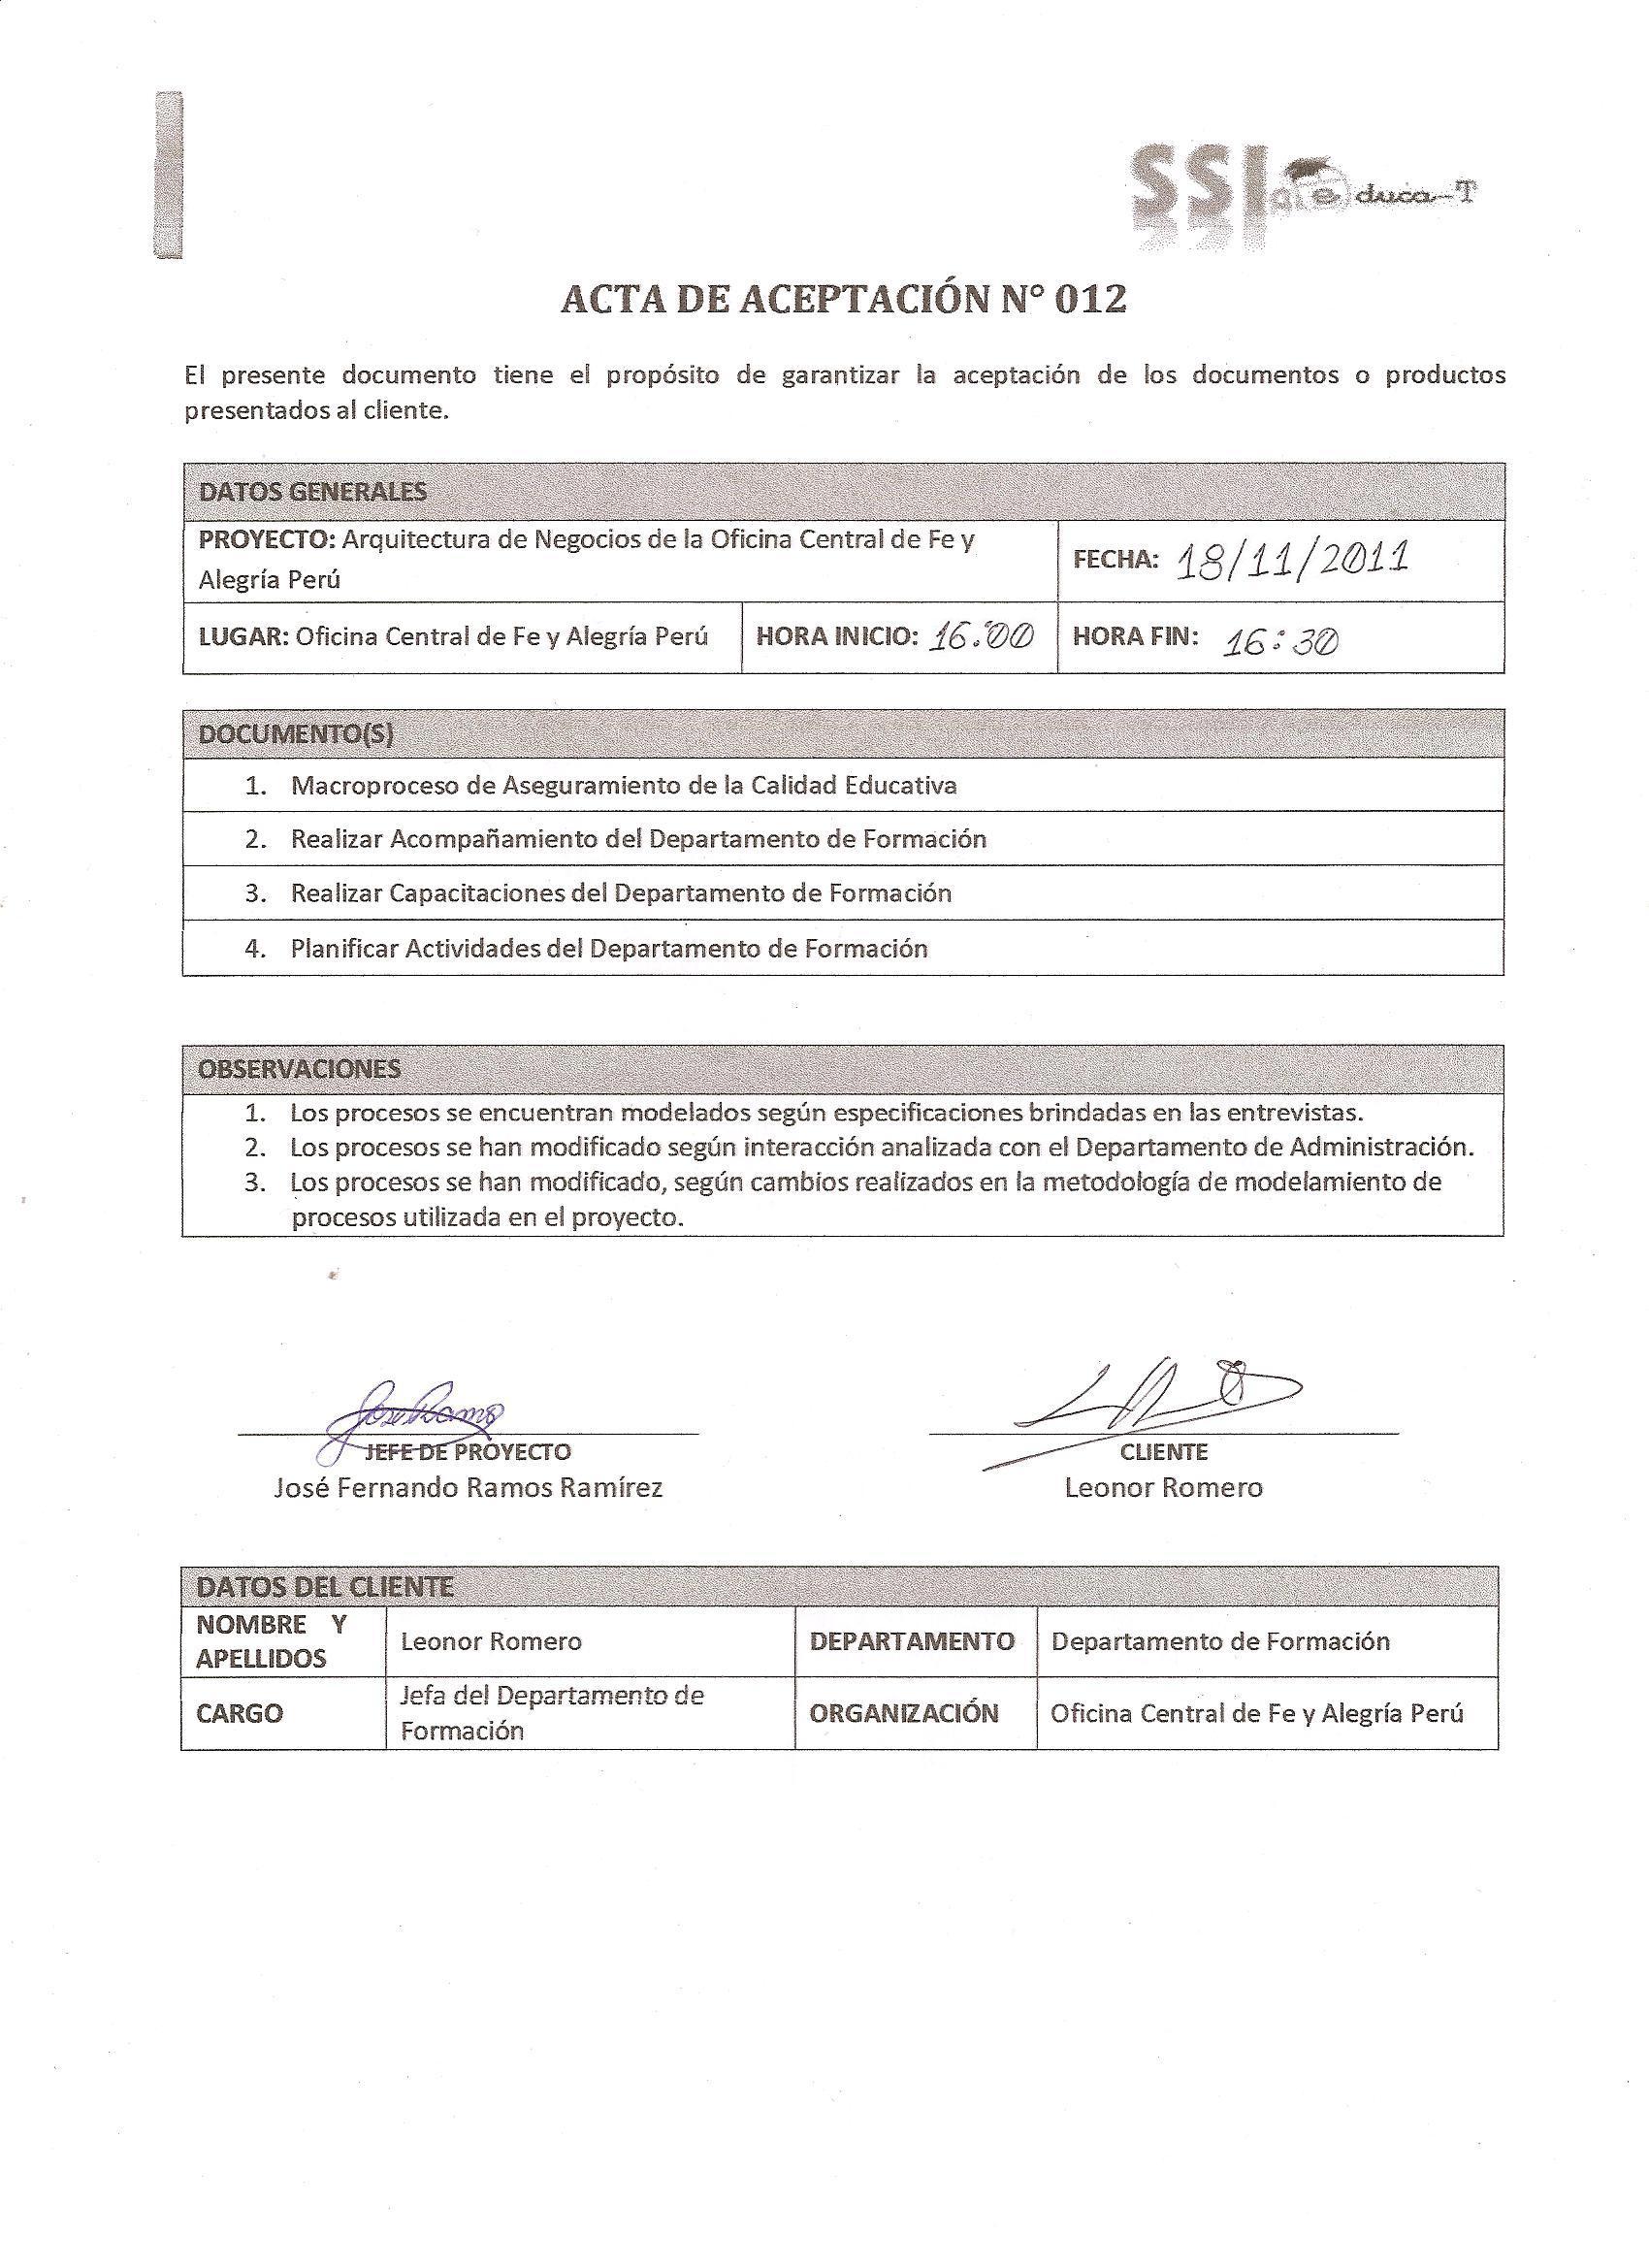 SSI educa-T
ACTA DE ACEPTACIÓN N° 012
El presente documento tiene el propósito de garantizar la aceptación de los documentos o productos
presentados al cliente.
DATOS GENERALES
PROYECTO: Arquitectura de Negocios de la Oficina Central de Fe y
Alegría Perú
FECHA: 18/11/2011
LUGAR: Oficina Central de Fe y Alegría Perú
HORA INICIO: 16:00
HORA FIN: 16:30
DOCUMENTO(S)
1. Macroproceso de Aseguramiento de la Calidad Educativa
2. Realizar Acompañamiento del Departamento de Formación
3. Realizar Capacitaciones del Departamento de Formación
4. Planificar Actividades del Departamento de Formación
OBSERVACIONES
1. Los procesos se encuentran modelados según especificaciones brindadas en las entrevistas.
2. Los procesos se han modificado según interacción analizada con el Departamento de Administración.
3. Los procesos se han modificado, según cambios realizados en la metodología de modelamiento de
procesos utilizada en el proyecto.
José Ramos
JEFE DE PROYECTO
José Fernando Ramos Ramírez
CLIENTE
Leonor Romero
DATOS DEL CLIENTE
NOMBRE Y
APELLIDOS
Leonor Romero
DEPARTAMENTO
Departamento de Formación
CARGO
Jefa del Departamento de
Formación
ORGANIZACIÓN
Oficina Central de Fe y Alegría Perú